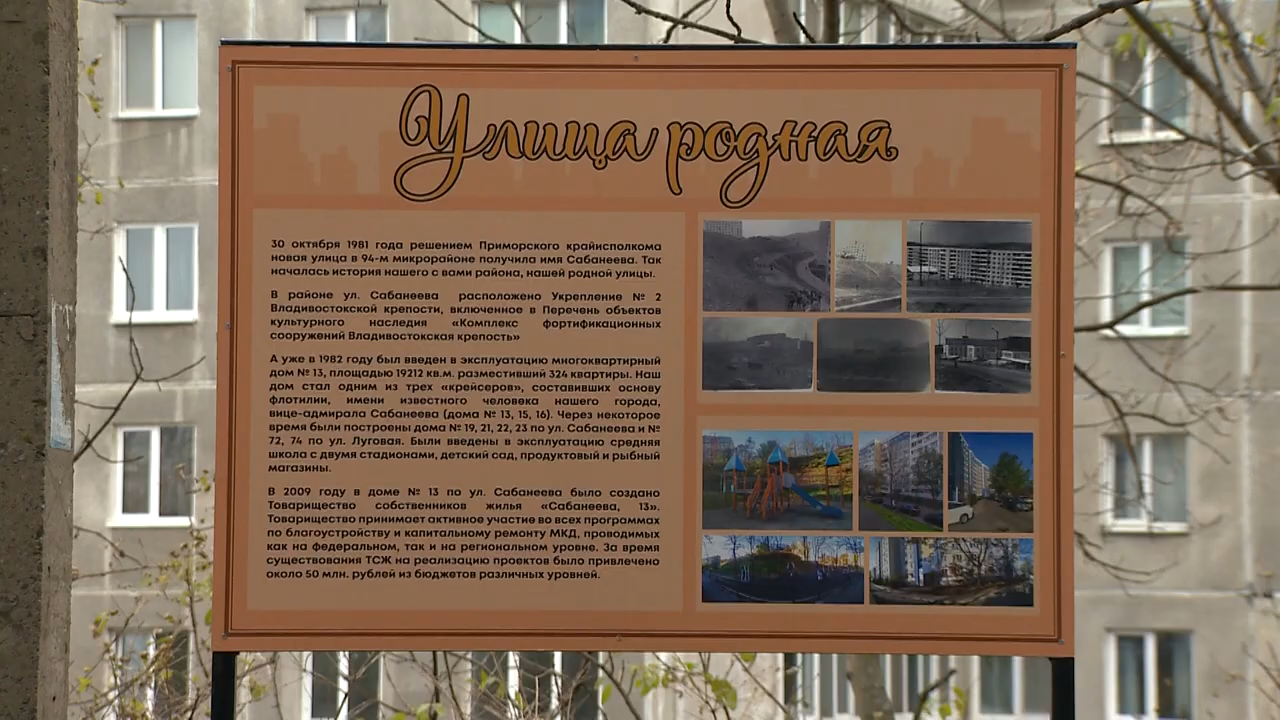 Улица родная
30 октября 1981 года решением Приморского крайисполкома
новая улица в 94-м микрорайоне получила имя Сабанеева. Так
началась история нашего с вами района, нашей родной улицы.
В районе ул. Сабанеева расположено Укрепление № 2
Владивостокской крепости, включенное в Перечень объектов
культурного наследия «Комплекс фортификационных
сооружений Владивостокская крепость»
А уже в 1982 году был введен в эксплуатацию многоквартирный
дом № 13, площадью 19212 кв.м. разместивший 324 квартиры. Наш
дом стал одним из трех «крейсеров», составивших основу
флотилии, имени известного человека нашего города,
вице-адмирала Сабанеева (дома № 13, 15, 16). Через некоторое
время были построены дома № 19, 21, 22, 23 по ул. Сабанеева и №
72, 74 по ул. Луговая. Были введены в эксплуатацию средняя
школа с двумя стадионами, детский сад, продуктовый и рыбный
магазины.
В 2009 году в доме № 13 по ул. Сабанеева было создано
Товарищество собственников жилья «Сабанеева, 13».
Товарищество принимает активное участие во всех программах
по благоустройству и капитальному ремонту МКД, проводимых
как на федеральном, так и на региональном уровне. За время
существования ТСЖ на реализацию проектов было привлечено
около 50 млн. рублей из бюджетов различных уровней.